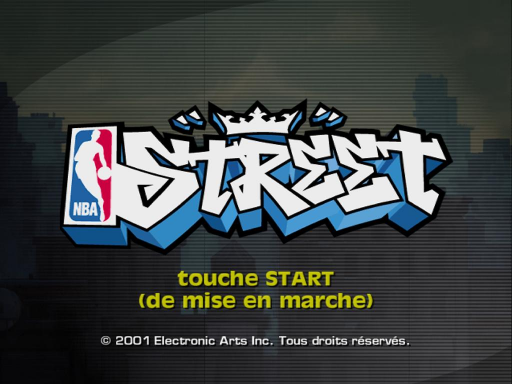 NBA
STREET
touche START
(de mise en marche)
© 2001 Electronic Arts Inc. Tous droits réservés.